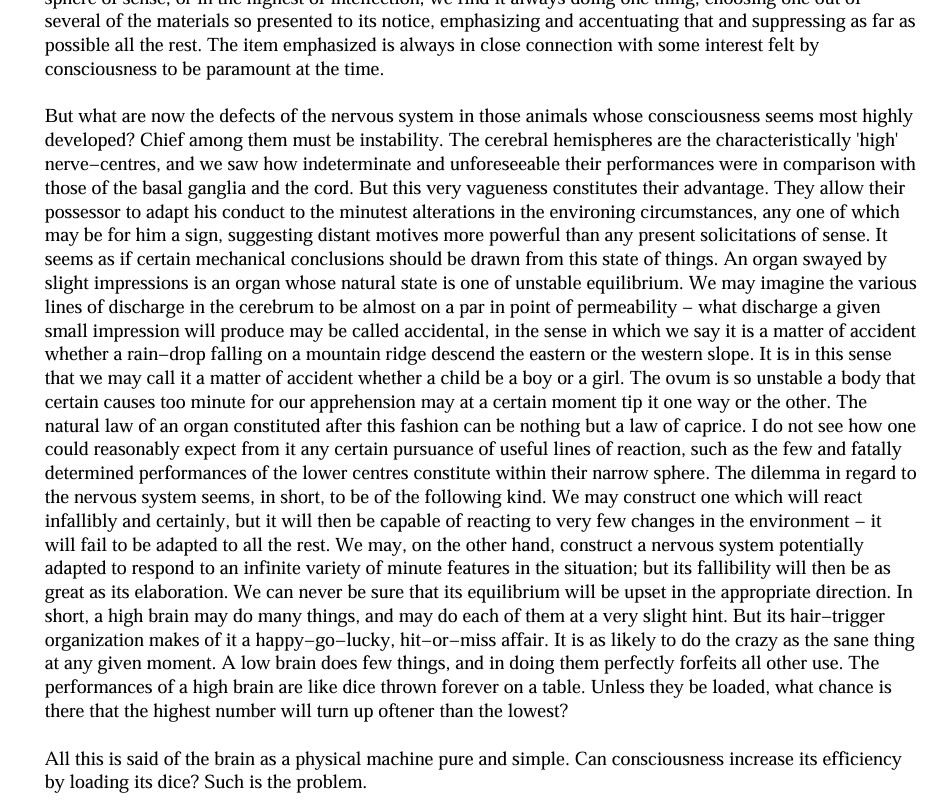 sphere of sense, or in the highest of intellection, we find it always doing one thing, choosing one out of
several of the materials so presented to its notice, emphasizing and accentuating that and suppressing as far as
possible all the rest. The item emphasized is always in close connection with some interest felt by
consciousness to be paramount at the time.

But what are now the defects of the nervous system in those animals whose consciousness seems most highly
developed? Chief among them must be instability. The cerebral hemispheres are the characteristically 'high'
nerve−centres, and we saw how indeterminate and unforeseeable their performances were in comparison with
those of the basal ganglia and the cord. But this very vagueness constitutes their advantage. They allow their
possessor to adapt his conduct to the minutest alterations in the environing circumstances, any one of which
may be for him a sign, suggesting distant motives more powerful than any present solicitations of sense. It
seems as if certain mechanical conclusions should be drawn from this state of things. An organ swayed by
slight impressions is an organ whose natural state is one of unstable equilibrium. We may imagine the various
lines of discharge in the cerebrum to be almost on a par in point of permeability − what discharge a given
small impression will produce may be called accidental, in the sense in which we say it is a matter of accident
whether a rain−drop falling on a mountain ridge descend the eastern or the western slope. It is in this sense
that we may call it a matter of accident whether a child be a boy or a girl. The ovum is so unstable a body that
certain causes too minute for our apprehension may at a certain moment tip it one way or the other. The
natural law of an organ constituted after this fashion can be nothing but a law of caprice. I do not see how one
could reasonably expect from it any certain pursuance of useful lines of reaction, such as the few and fatally
determined performances of the lower centres constitute within their narrow sphere. The dilemma in regard to
the nervous system seems, in short, to be of the following kind. We may construct one which will react
infallibly and certainly, but it will then be capable of reacting to very few changes in the environment − it
will fail to be adapted to all the rest. We may, on the other hand, construct a nervous system potentially
adapted to respond to an infinite variety of minute features in the situation; but its fallibility will then be as
great as its elaboration. We can never be sure that its equilibrium will be upset in the appropriate direction. In
short, a high brain may do many things, and may do each of them at a very slight hint. But its hair−trigger
organization makes of it a happy−go−lucky, hit−or−miss affair. It is as likely to do the crazy as the sane thing
at any given moment. A low brain does few things, and in doing them perfectly forfeits all other use. The
performances of a high brain are like dice thrown forever on a table. Unless they be loaded, what chance is
there that the highest number will turn up oftener than the lowest?

All this is said of the brain as a physical machine pure and simple. Can consciousness increase its efficiency
by loading its dice? Such is the problem.